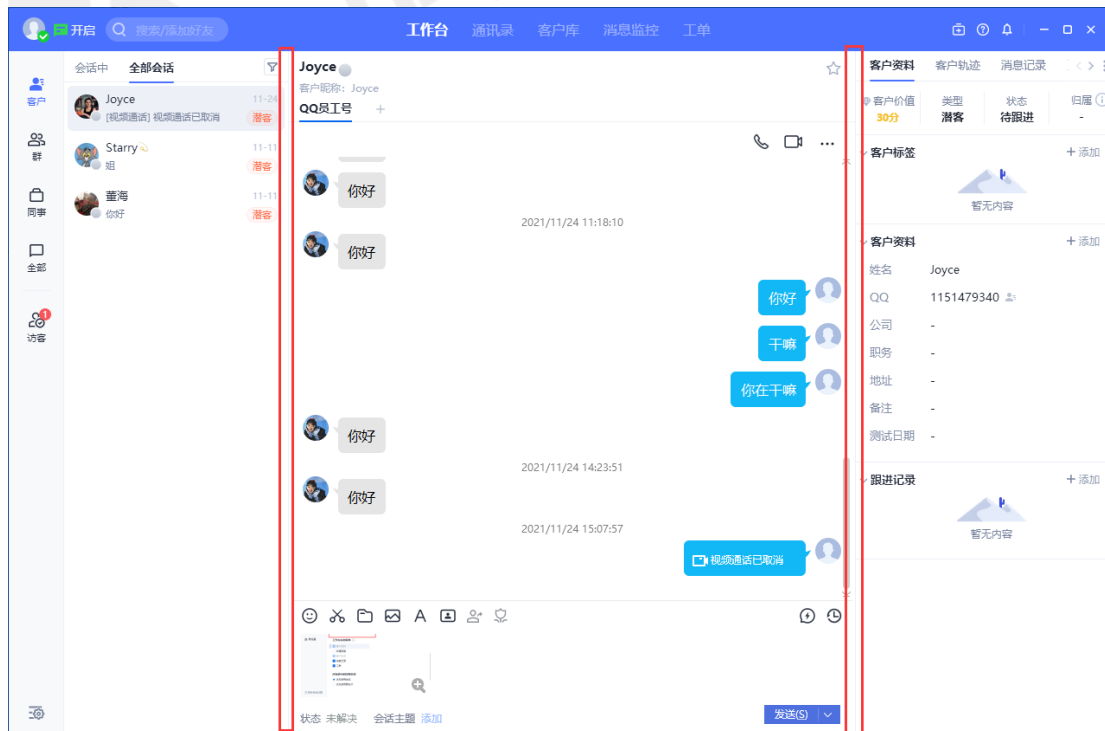 开启 搜索/添加好友 工作台 通讯录 客户库 消息监控 工单
客户
群
同事
全部
1
访客
会话中 全部会话
Joyce 11-24
[视频通话] 视频通话已取消 潜客
Starry 11-11
姐 潜客
董海 11-11
你好 潜客
Joyce
客户昵称: Joyce
QQ员工号 +
你好
2021/11/24 11:18:10
你好
你好
干嘛
你在干嘛
你好
2021/11/24 14:23:51
你好
2021/11/24 15:07:57
视频通话已取消
状态 未解决 会话主题 添加
发送(S)
客户资料 客户轨迹 消息记录
客户价值 类型 状态 归属
30分 潜客 待跟进 -
客户标签 + 添加
暂无内容
客户资料 + 添加
姓名 Joyce
QQ 1151479340
公司 -
职务 -
地址 -
备注 -
测试日期 -
跟进记录 + 添加
暂无内容